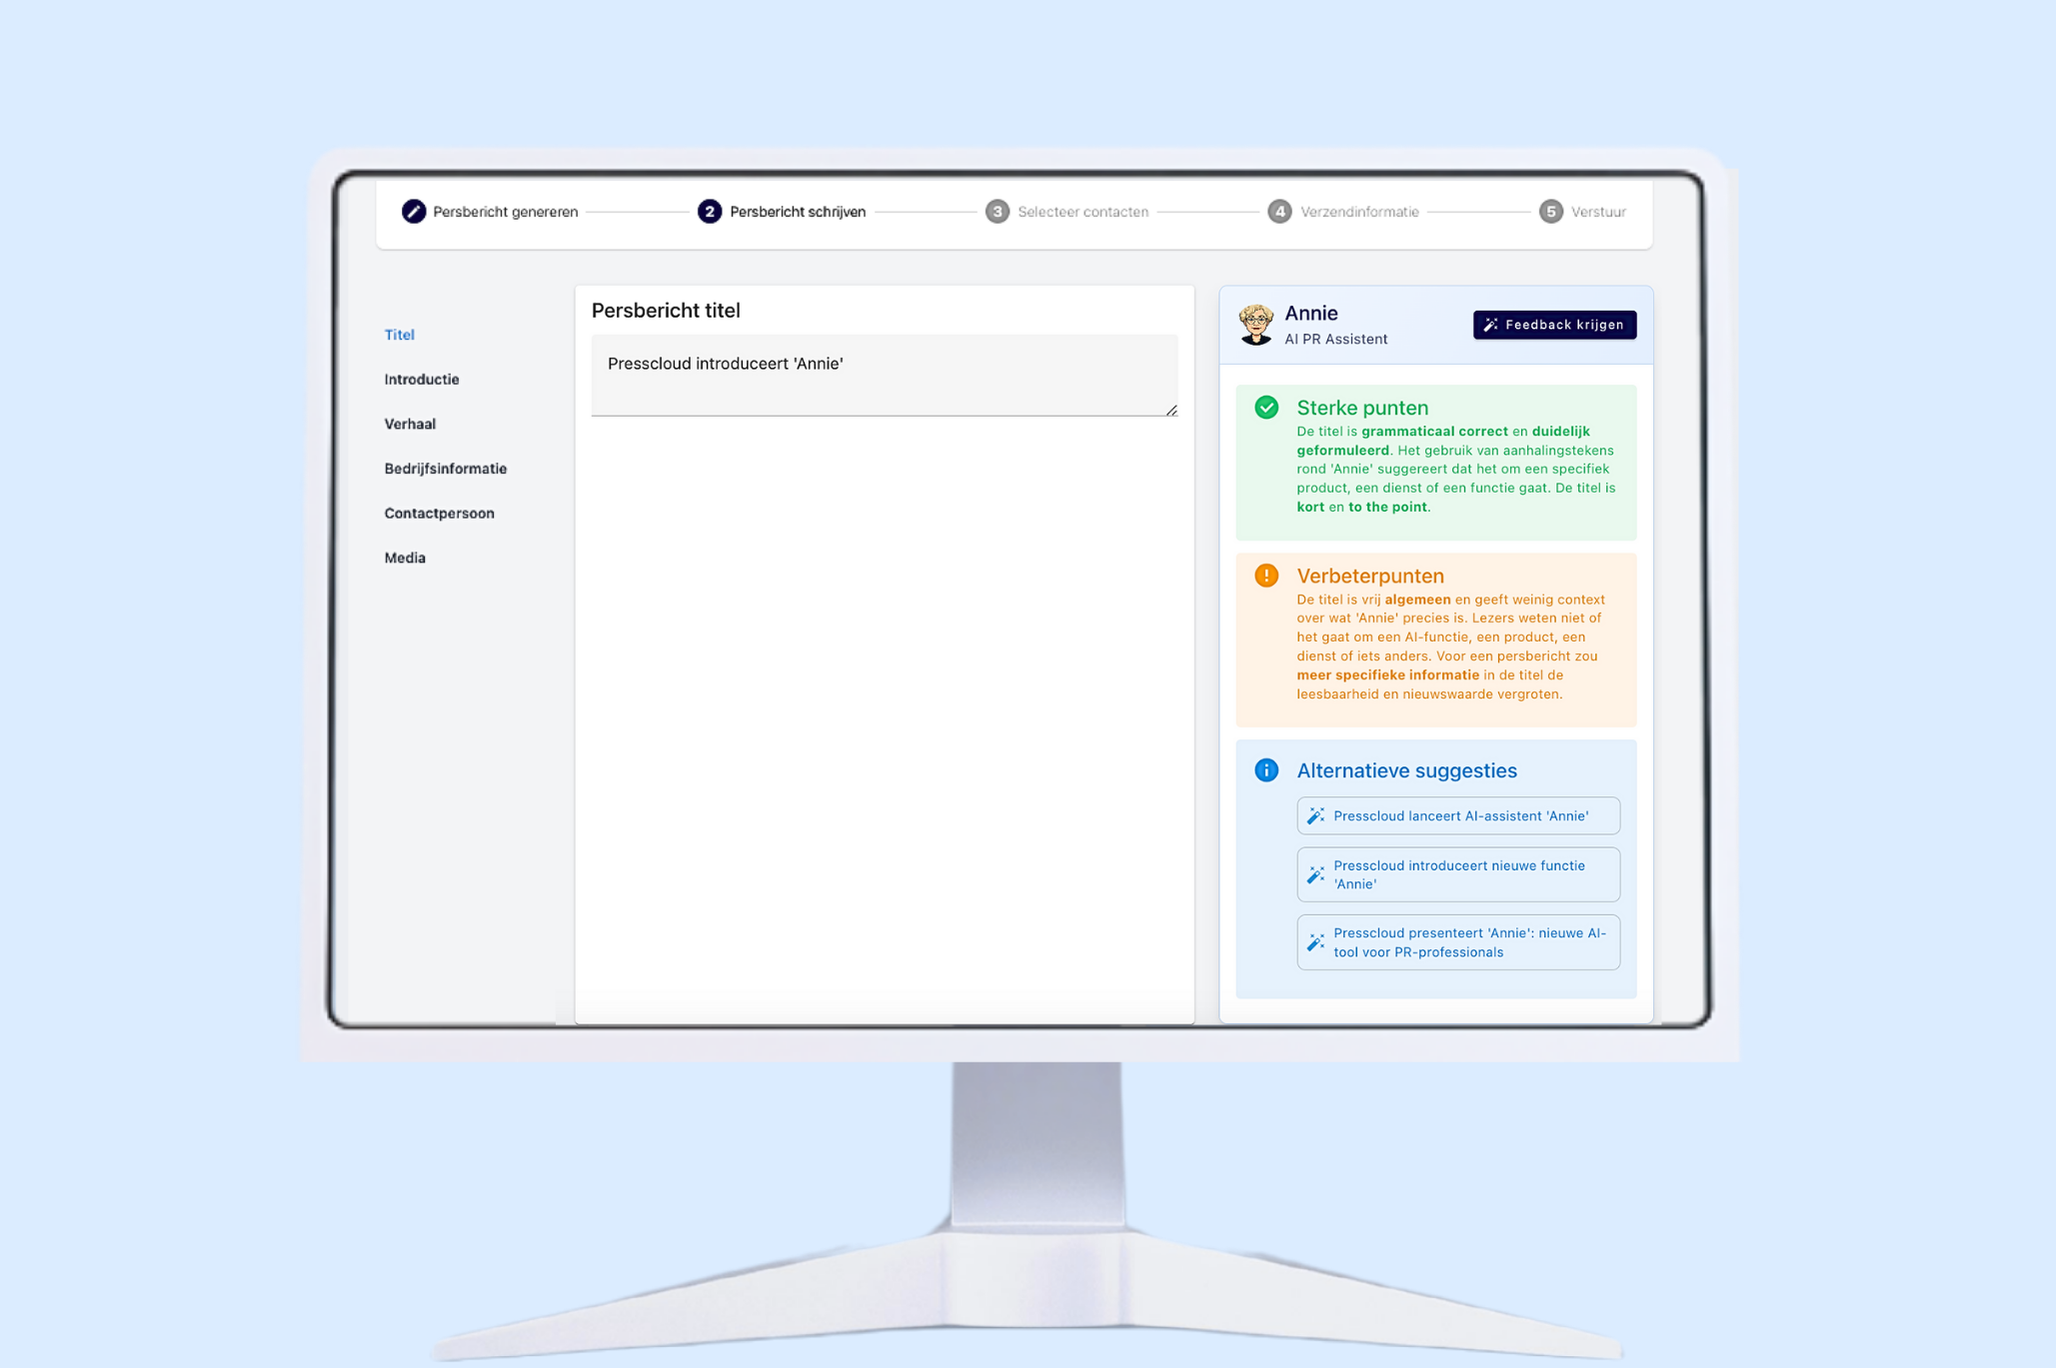 Persbericht genereren
2 Persbericht schrijven
3 Selecteer contacten
4 Verzendinformatie
5 Verstuur
Titel
Introductie
Verhaal
Bedrijfsinformatie
Contactpersoon
Media
Persbericht titel
Presscloud introduceert 'Annie'
Annie
AI PR Assistent
Feedback krijgen
Sterke punten
De titel is grammaticaal correct en duidelijk
geformuleerd. Het gebruik van aanhalingstekens
rond 'Annie' suggereert dat het om een specifiek
product, een dienst of een functie gaat. De titel is
kort en to the point.
Verbeterpunten
De titel is vrij algemeen en geeft weinig context
over wat 'Annie' precies is. Lezers weten niet of
het gaat om een AI-functie, een product, een
dienst of iets anders. Voor een persbericht zou
meer specifieke informatie in de titel de
leesbaarheid en nieuwswaarde vergroten.
Alternatieve suggesties
Presscloud lanceert AI-assistent 'Annie'
Presscloud introduceert nieuwe functie
'Annie'
Presscloud presenteert 'Annie': nieuwe AI-
tool voor PR-professionals